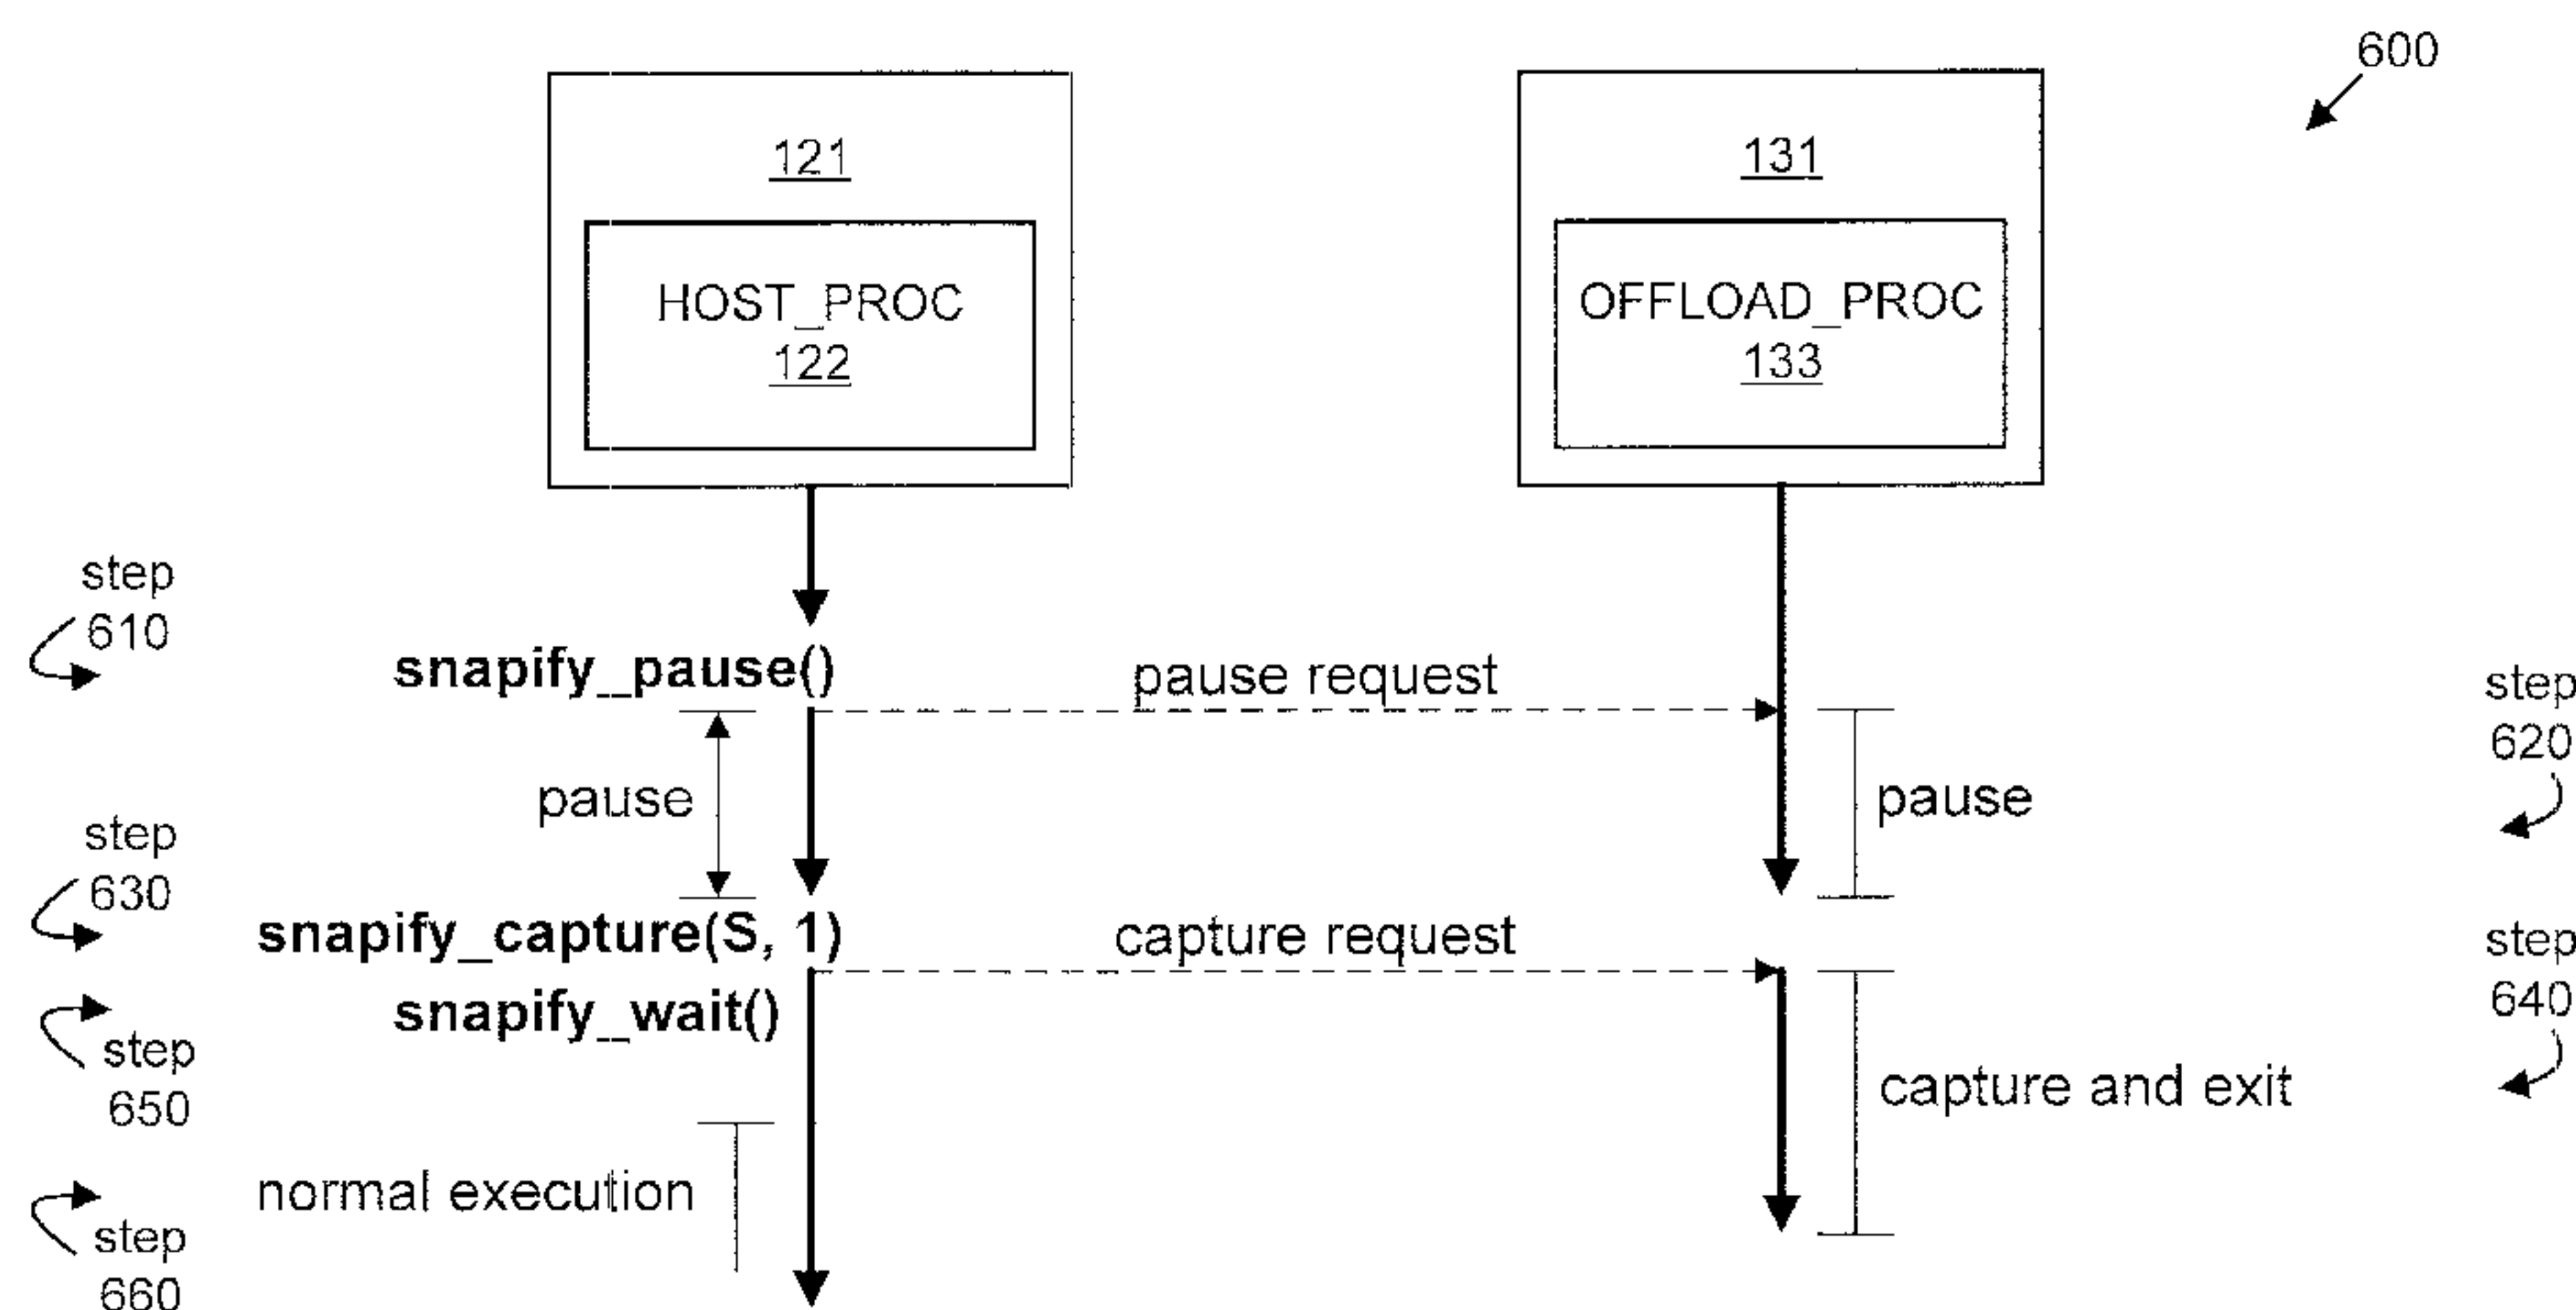 600
121
131
HOST_PROC
122
OFFLOAD_PROC
133
step
610
snapify_pause()
pause request
step
620
pause
pause
step
630
snapify_capture(S, 1)
capture request
step
640
snapify_wait()
step
650
capture and exit
normal execution
step
660